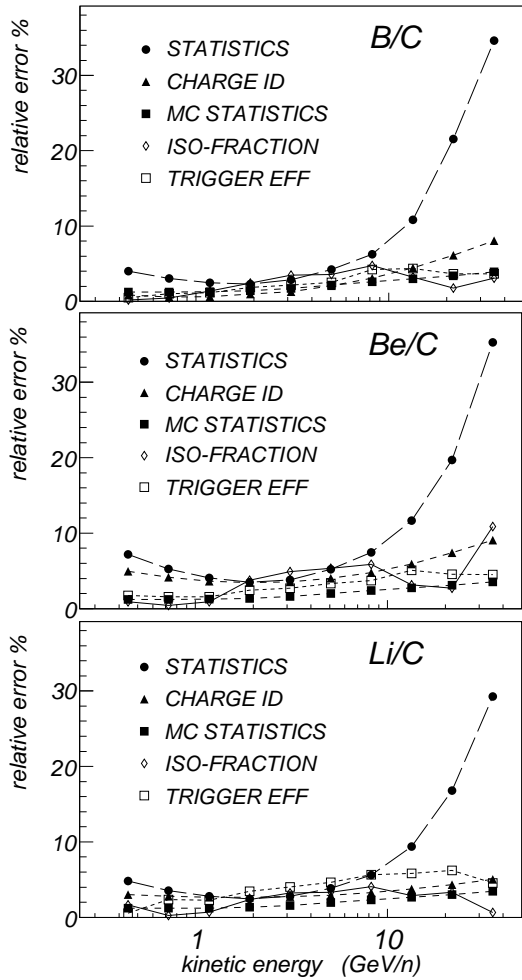 relative error %
B/C
STATISTICS
CHARGE ID
MC STATISTICS
ISO-FRACTION
TRIGGER EFF
30
20
10
0
relative error %
Be/C
STATISTICS
CHARGE ID
MC STATISTICS
ISO-FRACTION
TRIGGER EFF
30
20
10
0
relative error %
Li/C
STATISTICS
CHARGE ID
MC STATISTICS
ISO-FRACTION
TRIGGER EFF
30
20
10
0
1
10
kinetic energy (GeV/n)